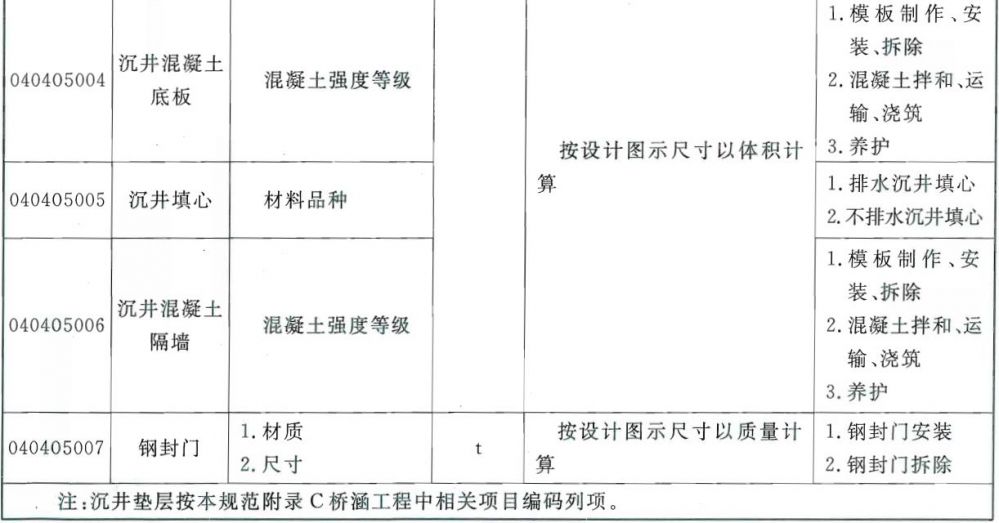 040405004
沉井混凝土
底板
混凝土强度等级
按设计图示尺寸以体积计
算
1.模板制作、安
装、拆除
2.混凝土拌和、运
输、浇筑
3.养护
040405005
沉井填心
材料品种
1.排水沉井填心
2.不排水沉井填心
040405006
沉井混凝土
隔墙
混凝土强度等级
1.模板制作、安
装、拆除
2.混凝土拌和、运
输、浇筑
3.养护
040405007
钢封门
1.材质
2.尺寸
t
按设计图示尺寸以质量计
算
1.钢封门安装
2.钢封门拆除
注:沉井垫层按本规范附录C桥涵工程中相关项目编码列项。